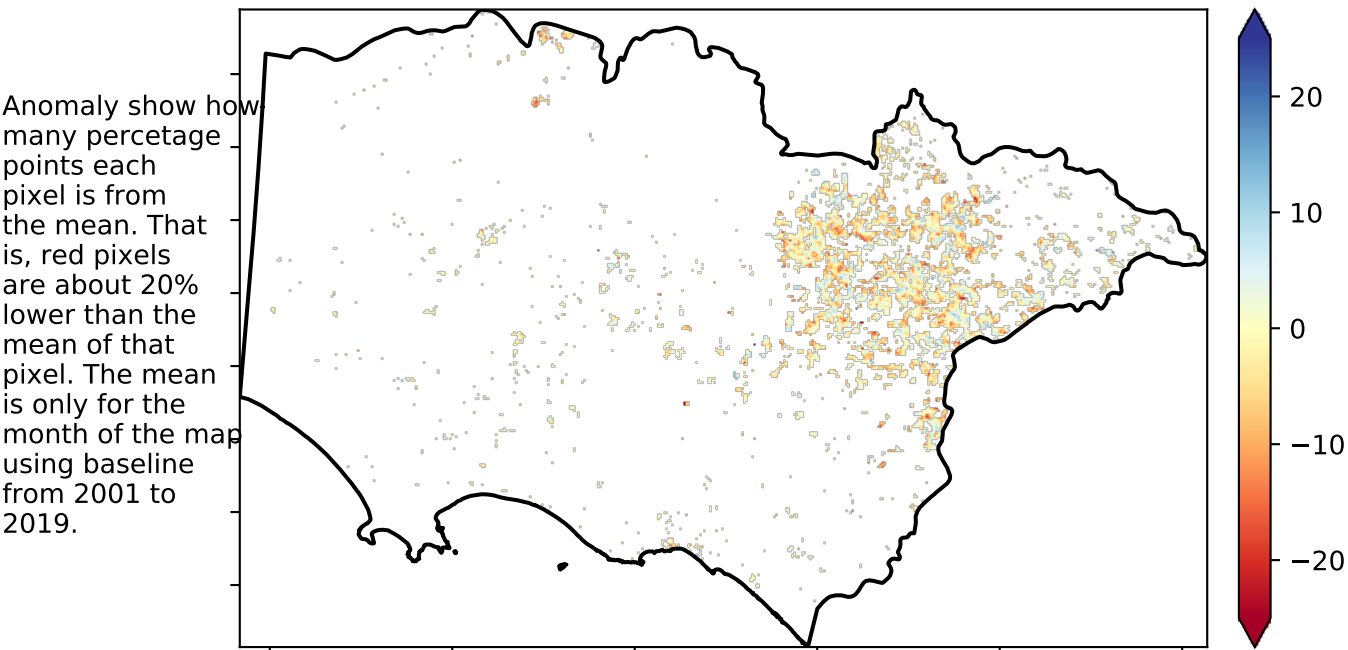 Anomaly show how
many percetage
points each
pixel is from
the mean. That
is, red pixels
are about 20%
lower than the
mean of that
pixel. The mean
is only for the
month of the map
using baseline
from 2001 to
2019.
20
10
0
−10
−20